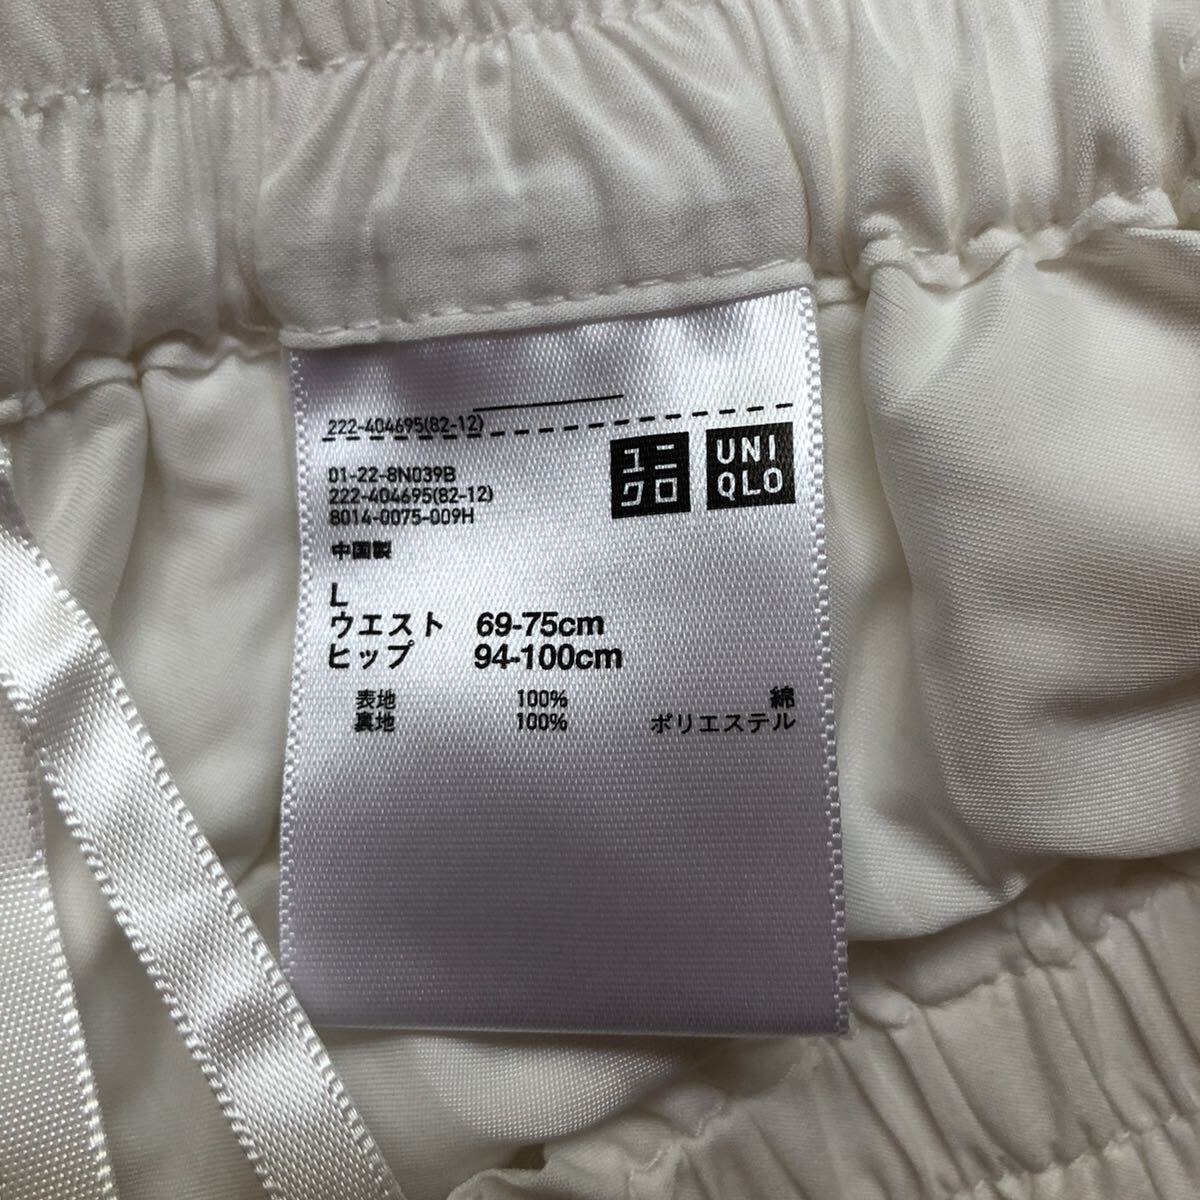 222-404695(82-12)
01-22-8N039B
222-404695(82-12)
8014-0075-009H
中国製
ユニ
クロ
UNI
QLO
L
ウエスト 69-75cm
ヒップ 94-100cm
表地 100% 綿
裏地 100% ポリエステル